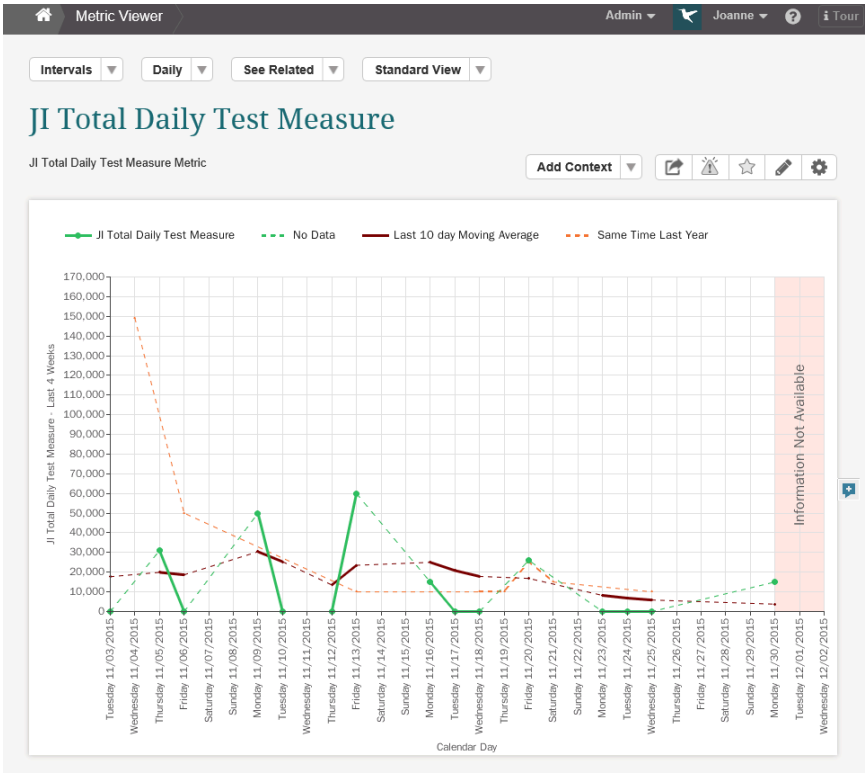 Metric Viewer Admin Joanne ? i Tour
Intervals Daily See Related Standard View
JI Total Daily Test Measure
JI Total Daily Test Measure Metric
Add Context
JI Total Daily Test Measure No Data Last 10 day Moving Average Same Time Last Year
JI Total Daily Test Measure - Last 4 Weeks
170,000
160,000
150,000
140,000
130,000
120,000
110,000
100,000
90,000
80,000
70,000
60,000
50,000
40,000
30,000
20,000
10,000
0
Information Not Available
Tuesday 11/03/2015
Wednesday 11/04/2015
Thursday 11/05/2015
Friday 11/06/2015
Saturday 11/07/2015
Sunday 11/08/2015
Monday 11/09/2015
Tuesday 11/10/2015
Wednesday 11/11/2015
Thursday 11/12/2015
Friday 11/13/2015
Saturday 11/14/2015
Sunday 11/15/2015
Monday 11/16/2015
Tuesday 11/17/2015
Wednesday 11/18/2015
Thursday 11/19/2015
Friday 11/20/2015
Saturday 11/21/2015
Sunday 11/22/2015
Monday 11/23/2015
Tuesday 11/24/2015
Wednesday 11/25/2015
Thursday 11/26/2015
Friday 11/27/2015
Saturday 11/28/2015
Sunday 11/29/2015
Monday 11/30/2015
Tuesday 12/01/2015
Wednesday 12/02/2015
Calendar Day